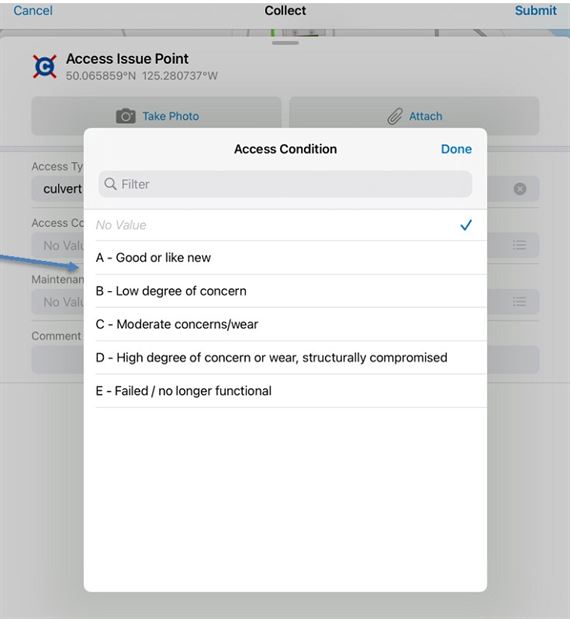 Cancel
Collect
Submit
C
Access Issue Point
50.065859°N 125.280737°W
Take Photo
Attach
Access Condition
Done
Filter
Access Ty
culvert
No Value
Access Co
No Valu
A - Good or like new
Maintenan
B - Low degree of concern
No Valu
C - Moderate concerns/wear
Comment
D - High degree of concern or wear, structurally compromised
E - Failed / no longer functional